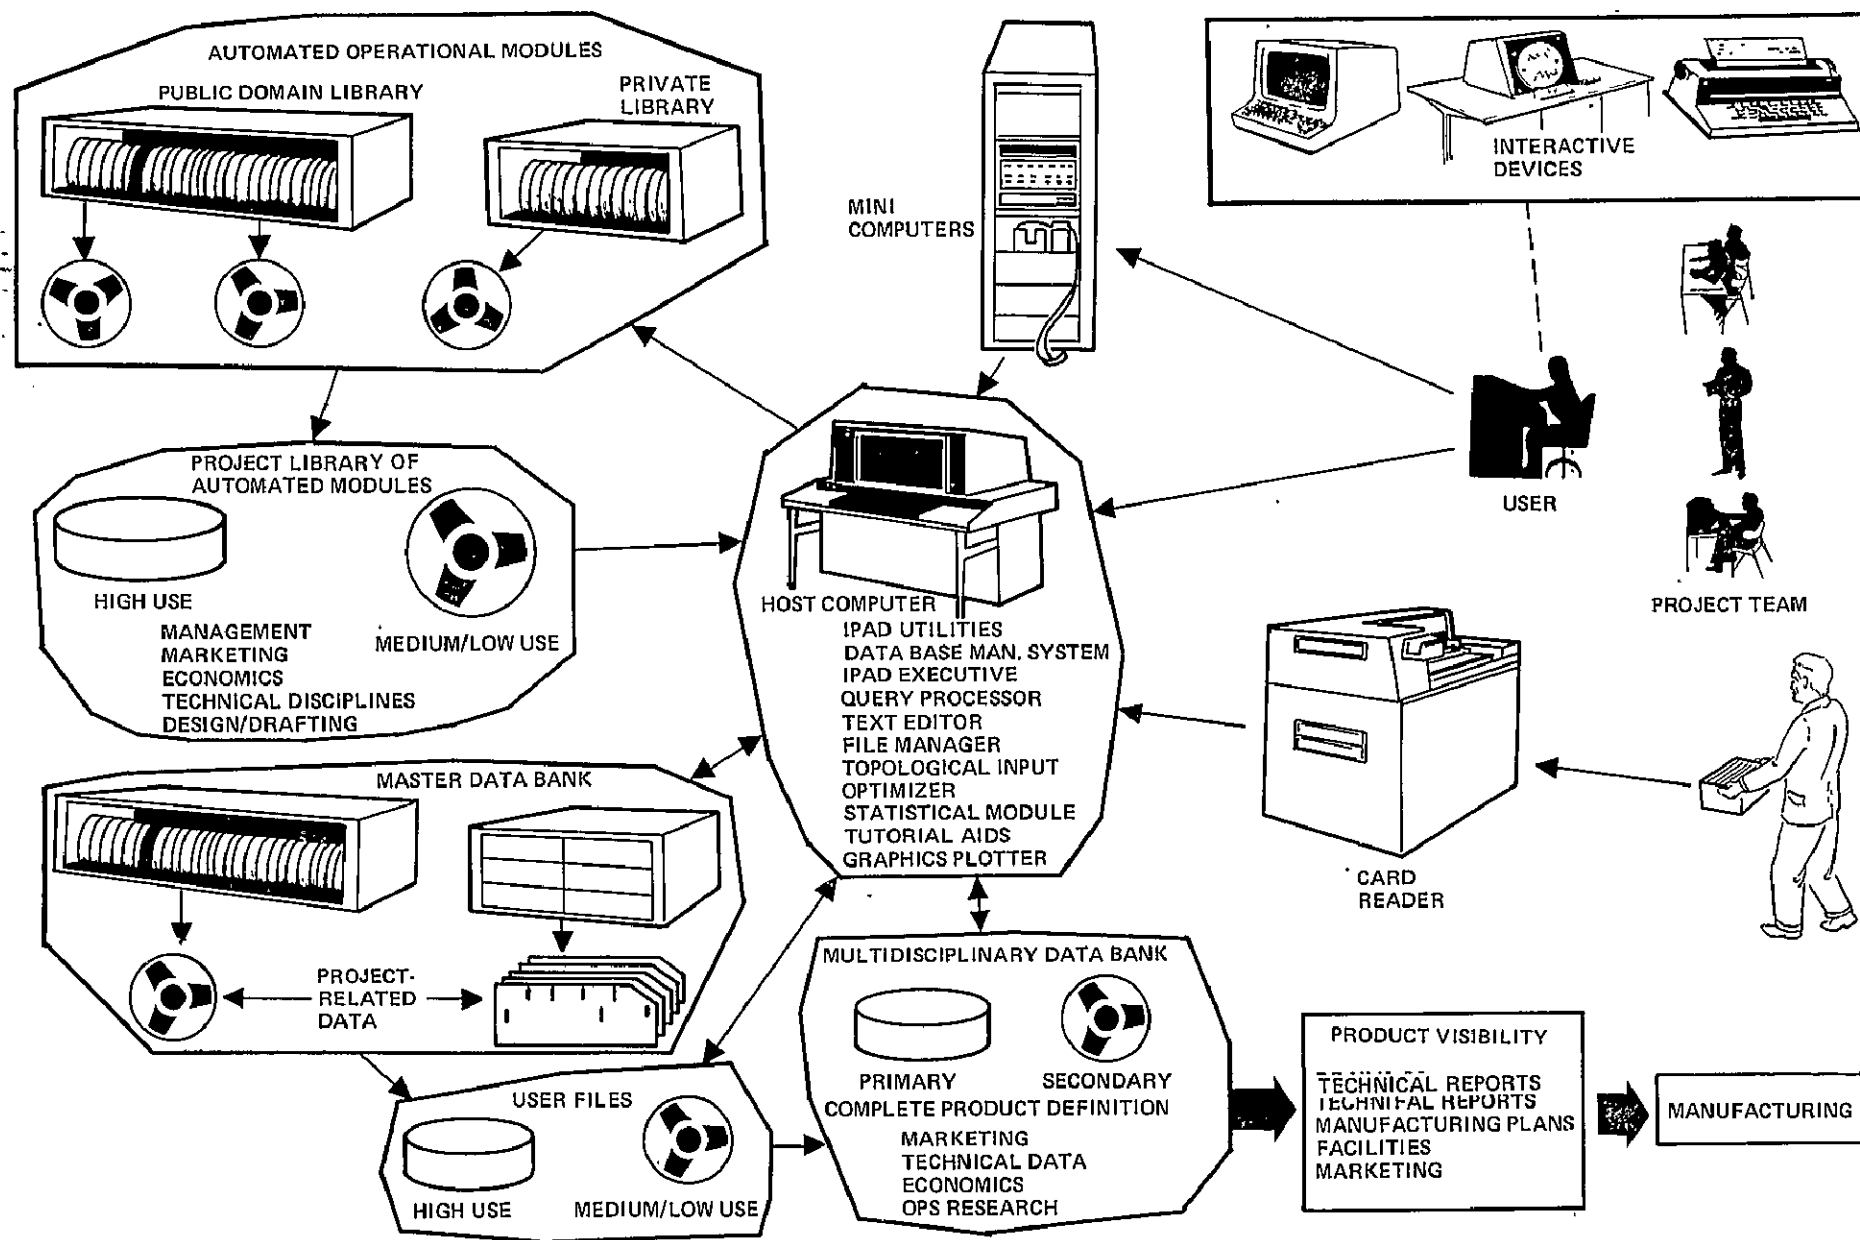 AUTOMATED OPERATIONAL MODULES
PUBLIC DOMAIN LIBRARY
PRIVATE
LIBRARY
MINI
COMPUTERS
INTERACTIVE
DEVICES
USER
PROJECT TEAM
PROJECT LIBRARY OF
AUTOMATED MODULES
HIGH USE
MEDIUM/LOW USE
MANAGEMENT
MARKETING
ECONOMICS
TECHNICAL DISCIPLINES
DESIGN/DRAFTING
HOST COMPUTER
IPAD UTILITIES
DATA BASE MAN. SYSTEM
IPAD EXECUTIVE
QUERY PROCESSOR
TEXT EDITOR
FILE MANAGER
TOPOLOGICAL INPUT
OPTIMIZER
STATISTICAL MODULE
TUTORIAL AIDS
GRAPHICS PLOTTER
CARD
READER
MASTER DATA BANK
PROJECT-
RELATED
DATA
USER FILES
HIGH USE
MEDIUM/LOW USE
MULTIDISCIPLINARY DATA BANK
PRIMARY
SECONDARY
COMPLETE PRODUCT DEFINITION
MARKETING
TECHNICAL DATA
ECONOMICS
OPS RESEARCH
PRODUCT VISIBILITY
TECHNICAL REPORTS
TECHNIFAL REPORTS
MANUFACTURING PLANS
FACILITIES
MARKETING
MANUFACTURING